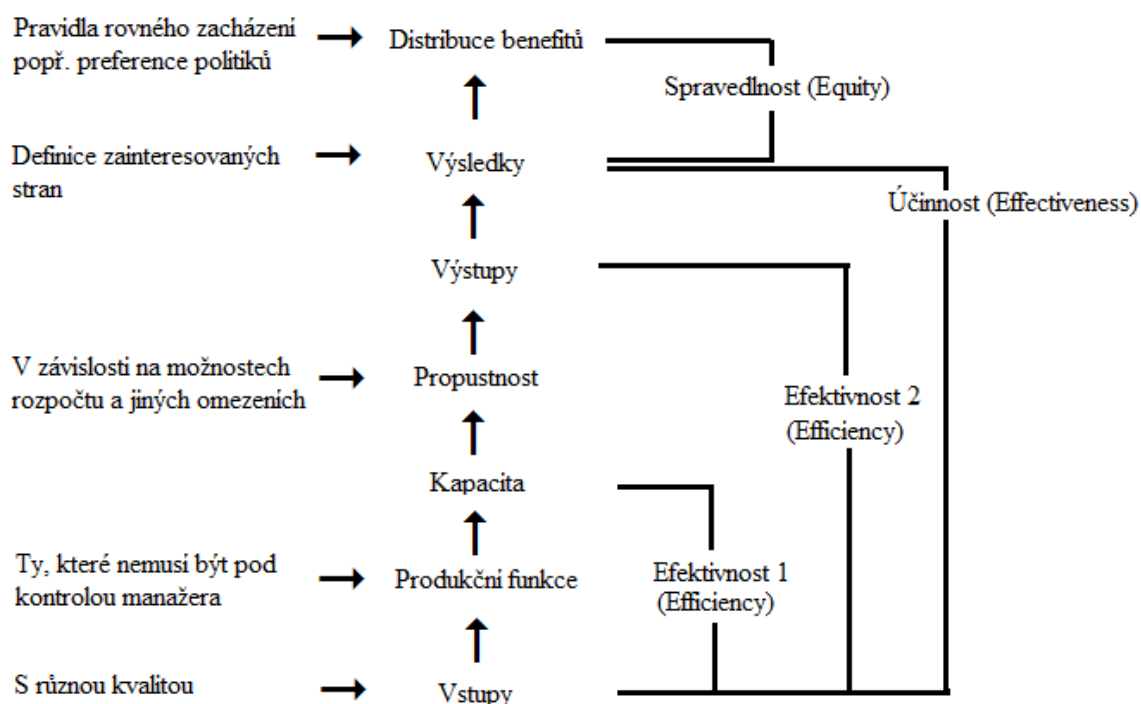 Pravidla rovného zacházení
popř. preference politiků
Distribuce benefitů
Spravedlnost (Equity)
Definice zainteresovaných
stran
Výsledky
Účinnost (Effectiveness)
Výstupy
V závislosti na možnostech
rozpočtu a jiných omezeních
Propustnost
Efektivnost 2
(Efficiency)
Kapacita
Ty, které nemusí být pod
kontrolou manažera
Produkční funkce
Efektivnost 1
(Efficiency)
S různou kvalitou
Vstupy